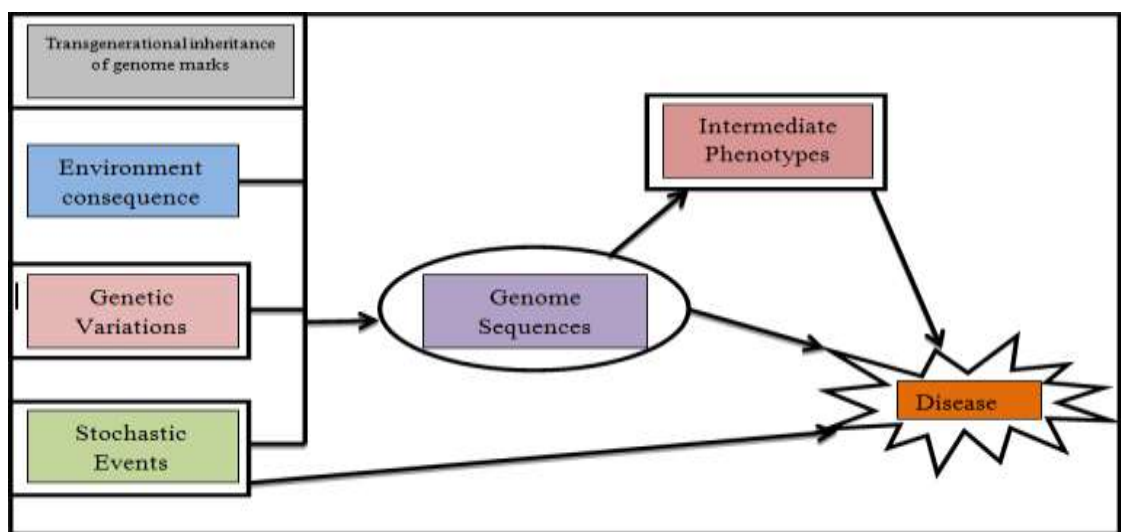 Transgenerational inheritance
of genome marks
Environment
consequence
Genetic
Variations
Stochastic
Events
Genome
Sequences
Intermediate
Phenotypes
Disease